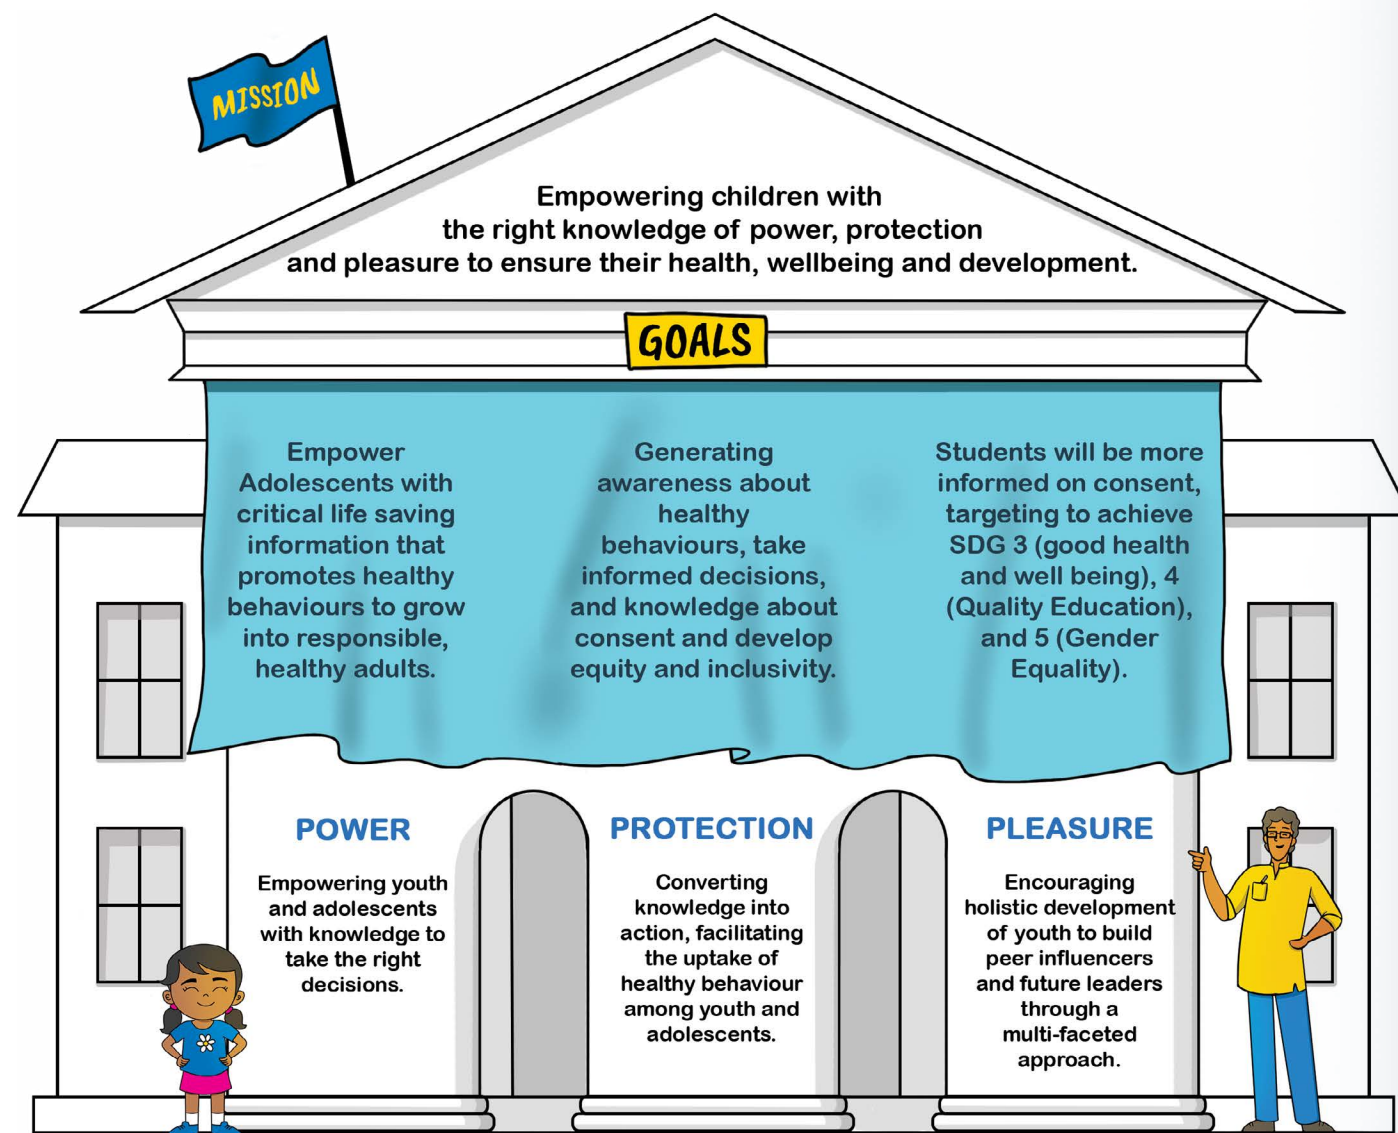 MISSION
Empowering children with
the right knowledge of power, protection
and pleasure to ensure their health, wellbeing and development.
GOALS
Empower
Adolescents with
critical life saving
information that
promotes healthy
behaviours to grow
into responsible,
healthy adults.
Generating
awareness about
healthy
behaviours, take
informed decisions,
and knowledge about
consent and develop
equity and inclusivity.
Students will be more
informed on consent,
targeting to achieve
SDG 3 (good health
and well being), 4
(Quality Education),
and 5 (Gender
Equality).
POWER
Empowering youth
and adolescents
with knowledge to
take the right
decisions.
PROTECTION
Converting
knowledge into
action, facilitating
the uptake of
healthy behaviour
among youth and
adolescents.
PLEASURE
Encouraging
holistic development
of youth to build
peer influencers
and future leaders
through a
multi-faceted
approach.